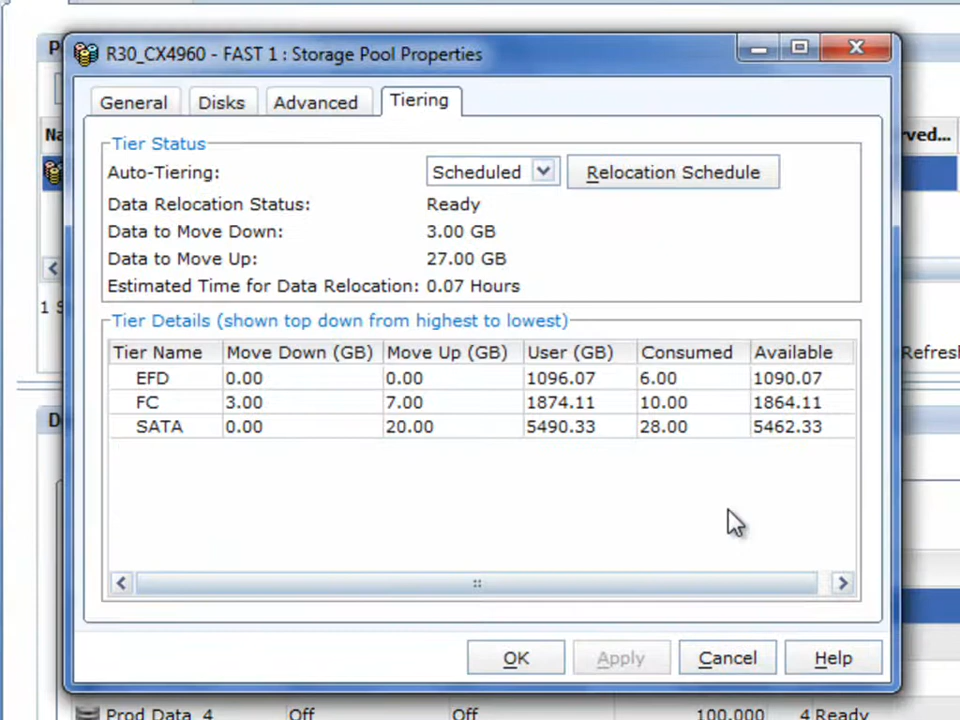 R30_CX4960 - FAST 1 : Storage Pool Properties
General Disks Advanced Tiering
Tier Status
Auto-Tiering: Scheduled Relocation Schedule
Data Relocation Status: Ready
Data to Move Down: 3.00 GB
Data to Move Up: 27.00 GB
Estimated Time for Data Relocation: 0.07 Hours
Tier Details (shown top down from highest to lowest)
Tier Name Move Down (GB) Move Up (GB) User (GB) Consumed Available
EFD 0.00 0.00 1096.07 6.00 1090.07
FC 3.00 7.00 1874.11 10.00 1864.11
SATA 0.00 20.00 5490.33 28.00 5462.33
OK Apply Cancel Help
Prod Data_4 Off Off 100.000 4 Ready